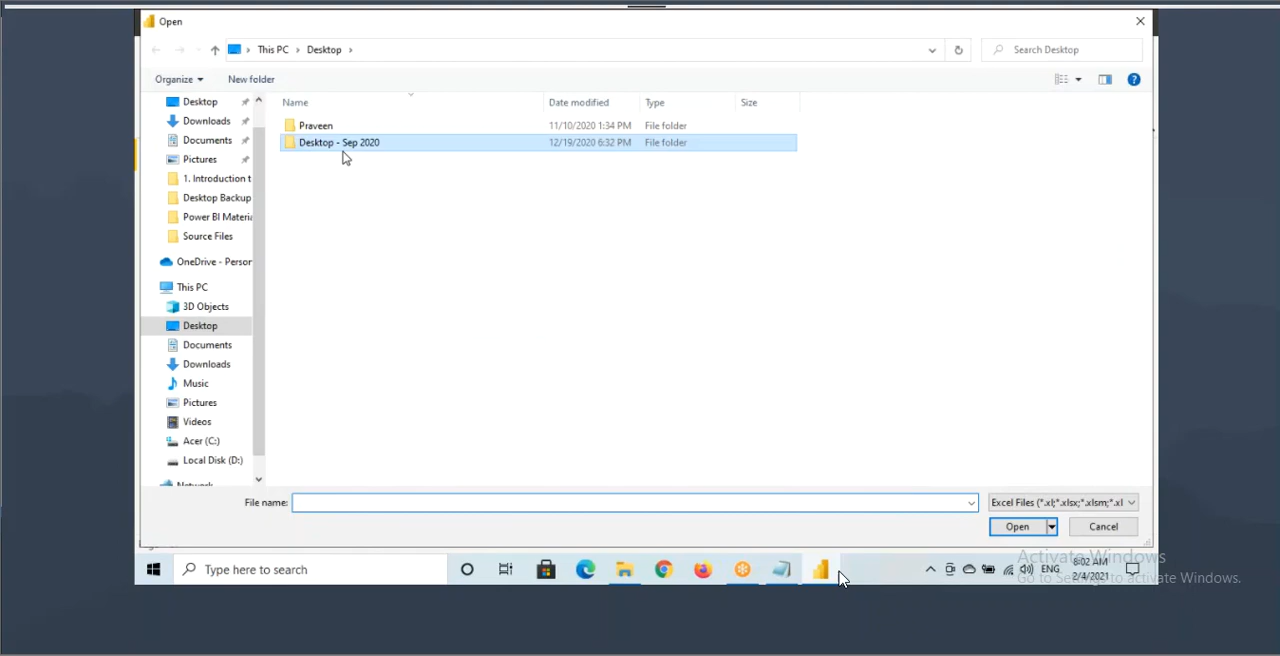 Open
This PC > Desktop >
Search Desktop
Organize
New folder
Name
Date modified
Type
Size
Praveen
11/10/2020 1:34 PM
File folder
Desktop - Sep 2020
12/19/2020 6:32 PM
File folder
Desktop
Downloads
Documents
Pictures
1. Introduction t
Desktop Backup
Power BI Materi
Source Files
OneDrive - Person
This PC
3D Objects
Desktop
Documents
Downloads
Music
Pictures
Videos
Acer (C:)
Local Disk (D:)
Network
File name:
Excel Files (*.xl;*.xlsx;*.xlsm;*.xl
Open
Cancel
Type here to search
ENG
8:02 AM
2/4/2021
Activate Windows
Go to Settings to activate Windows.